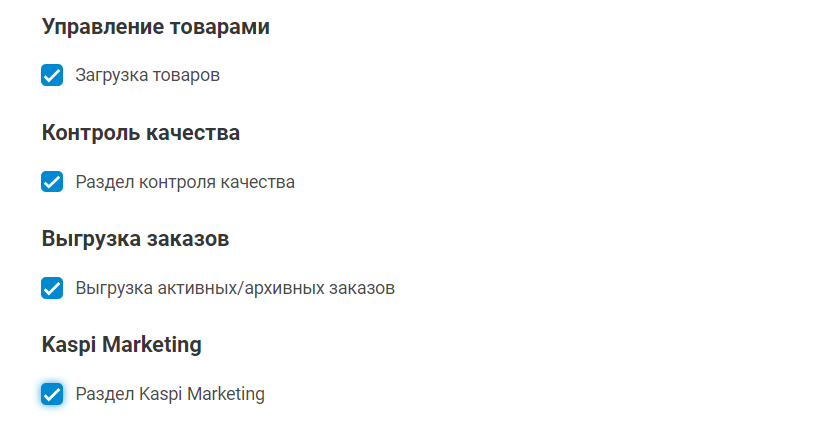 Управление товарами
Загрузка товаров
Контроль качества
Раздел контроля качества
Выгрузка заказов
Выгрузка активных/архивных заказов
Kaspi Marketing
Раздел Kaspi Marketing